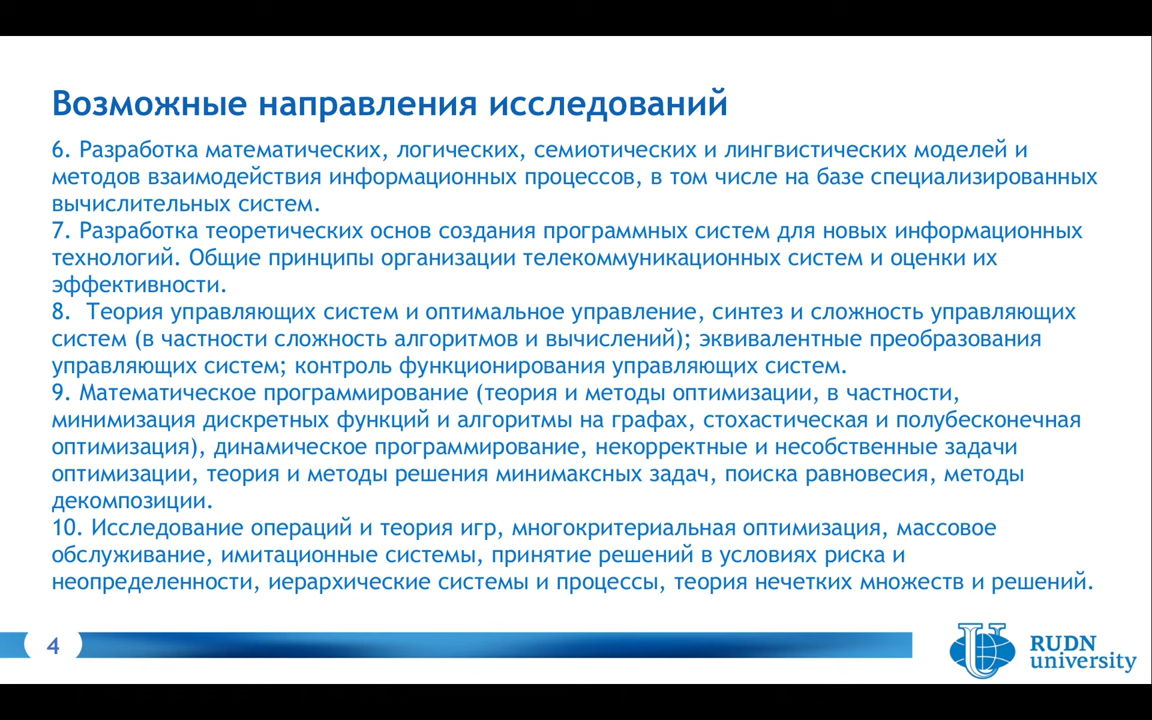 Возможные направления исследований
6. Разработка математических, логических, семиотических и лингвистических моделей и
методов взаимодействия информационных процессов, в том числе на базе специализированных
вычислительных систем.
7. Разработка теоретических основ создания программных систем для новых информационных
технологий. Общие принципы организации телекоммуникационных систем и оценки их
эффективности.
8.  Теория управляющих систем и оптимальное управление, синтез и сложность управляющих
систем (в частности сложность алгоритмов и вычислений); эквивалентные преобразования
управляющих систем; контроль функционирования управляющих систем.
9. Математическое программирование (теория и методы оптимизации, в частности,
минимизация дискретных функций и алгоритмы на графах, стохастическая и полубесконечная
оптимизация), динамическое программирование, некорректные и несобственные задачи
оптимизации, теория и методы решения минимаксных задач, поиска равновесия, методы
декомпозиции.
10. Исследование операций и теория игр, многокритериальная оптимизация, массовое
обслуживание, имитационные системы, принятие решений в условиях риска и
неопределенности, иерархические системы и процессы, теория нечетких множеств и решений.
4
RUDN
university